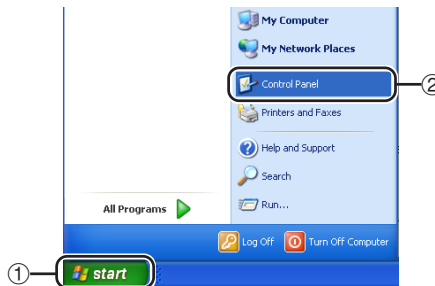 My Computer
My Network Places
Control Panel
②
Printers and Faxes
Help and Support
Search
All Programs
Run...
Log Off
Turn Off Computer
①
start